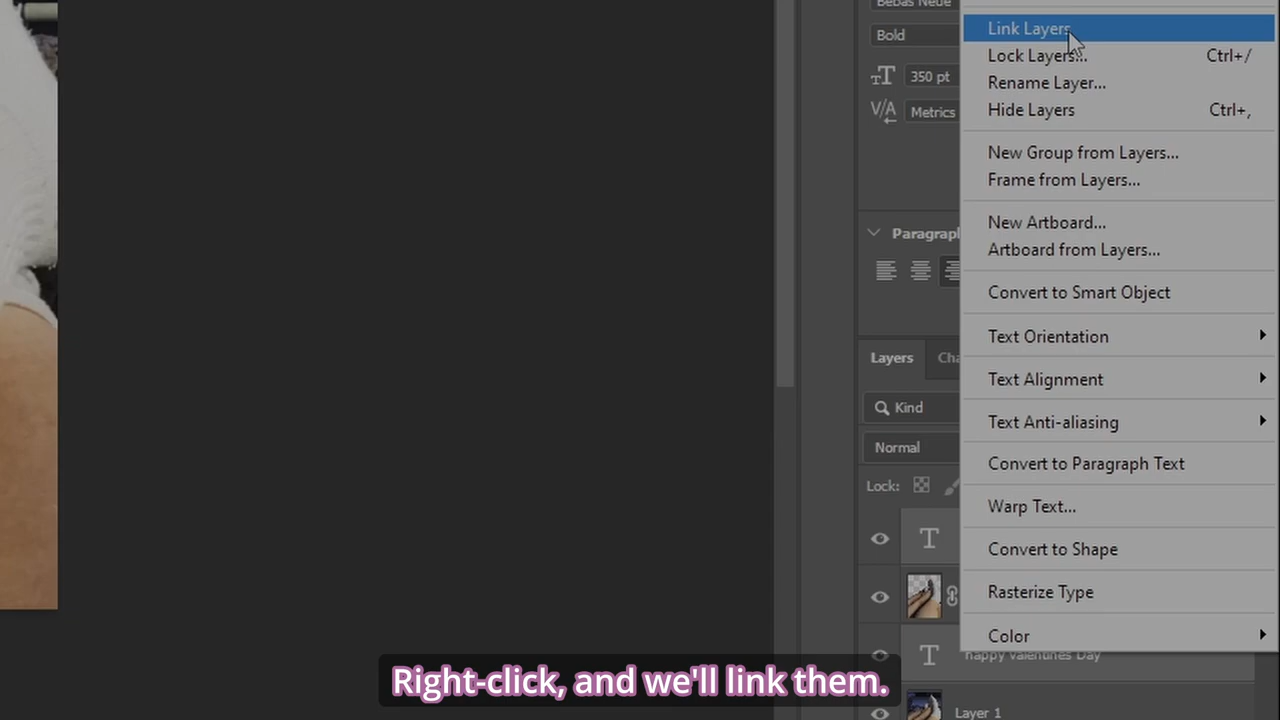 Bebas Neue
Link Layers
Bold
Lock Layers... Ctrl+/
350 pt
Rename Layer...
Metrics
Hide Layers Ctrl+,
New Group from Layers...
Frame from Layers...
New Artboard...
Paragrap
Artboard from Layers...
Convert to Smart Object
Text Orientation
Layers Cha
Text Alignment
Kind
Text Anti-aliasing
Normal
Convert to Paragraph Text
Lock:
Warp Text...
Convert to Shape
Rasterize Type
Color
happy Valentines Day
Right-click, and we'll link them.
Layer 1